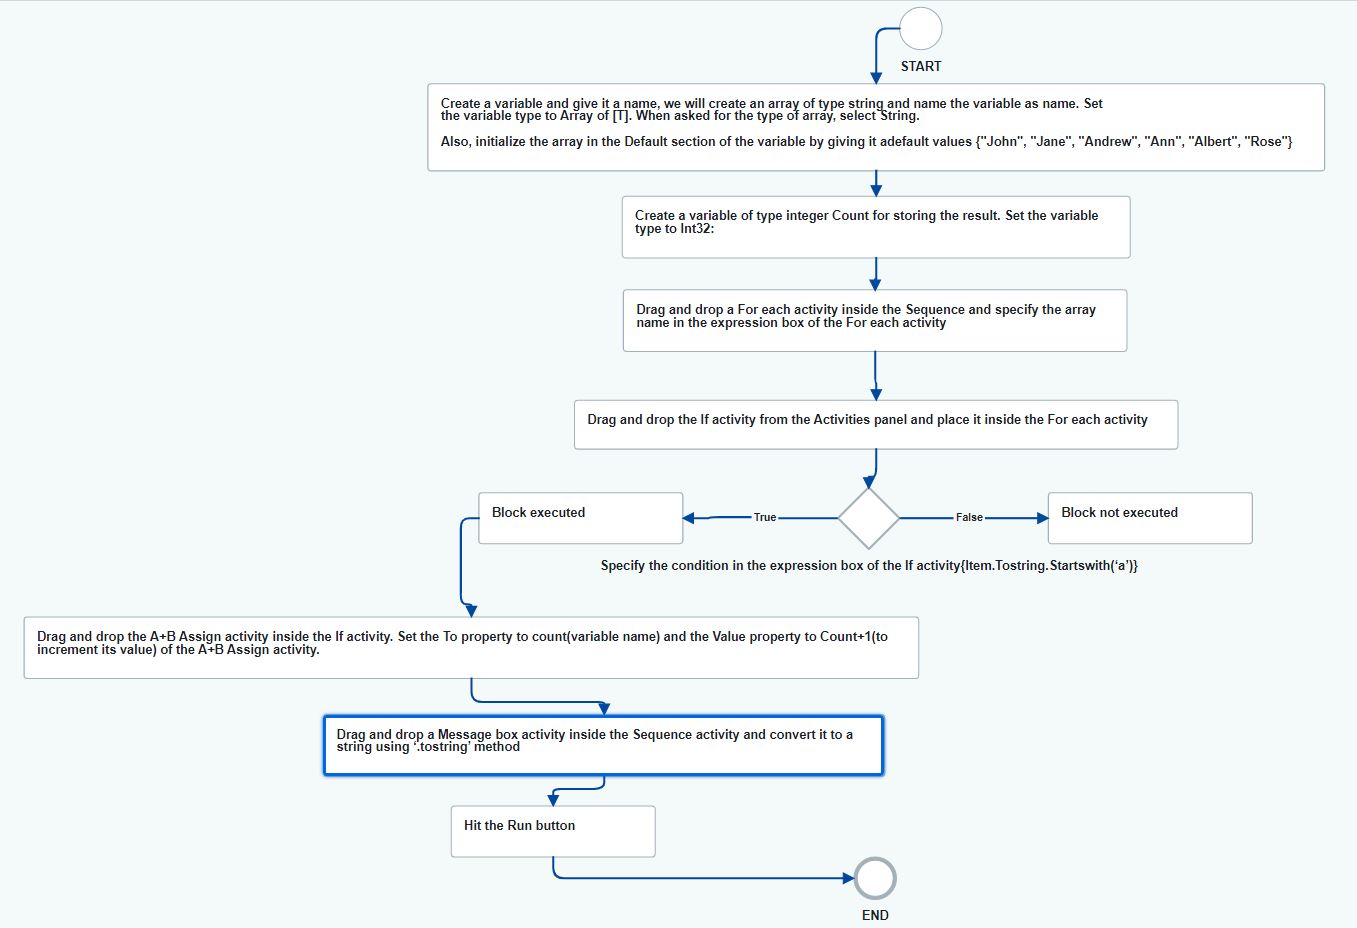 START
Create a variable and give it a name, we will create an array of type string and name the variable as name. Set
the variable type to Array of [T]. When asked for the type of array, select String.
Also, initialize the array in the Default section of the variable by giving it adefault values {"John", "Jane", "Andrew", "Ann", "Albert", "Rose"}
Create a variable of type integer Count for storing the result. Set the variable
type to Int32:
Drag and drop a For each activity inside the Sequence and specify the array
name in the expression box of the For each activity
Drag and drop the If activity from the Activities panel and place it inside the For each activity
Block executed
True
False
Block not executed
Specify the condition in the expression box of the If activity{Item.Tostring.Startswith(‘a’)}
Drag and drop the A+B Assign activity inside the If activity. Set the To property to count(variable name) and the Value property to Count+1(to
increment its value) of the A+B Assign activity.
Drag and drop a Message box activity inside the Sequence activity and convert it to a
string using ‘.tostring’ method
Hit the Run button
END